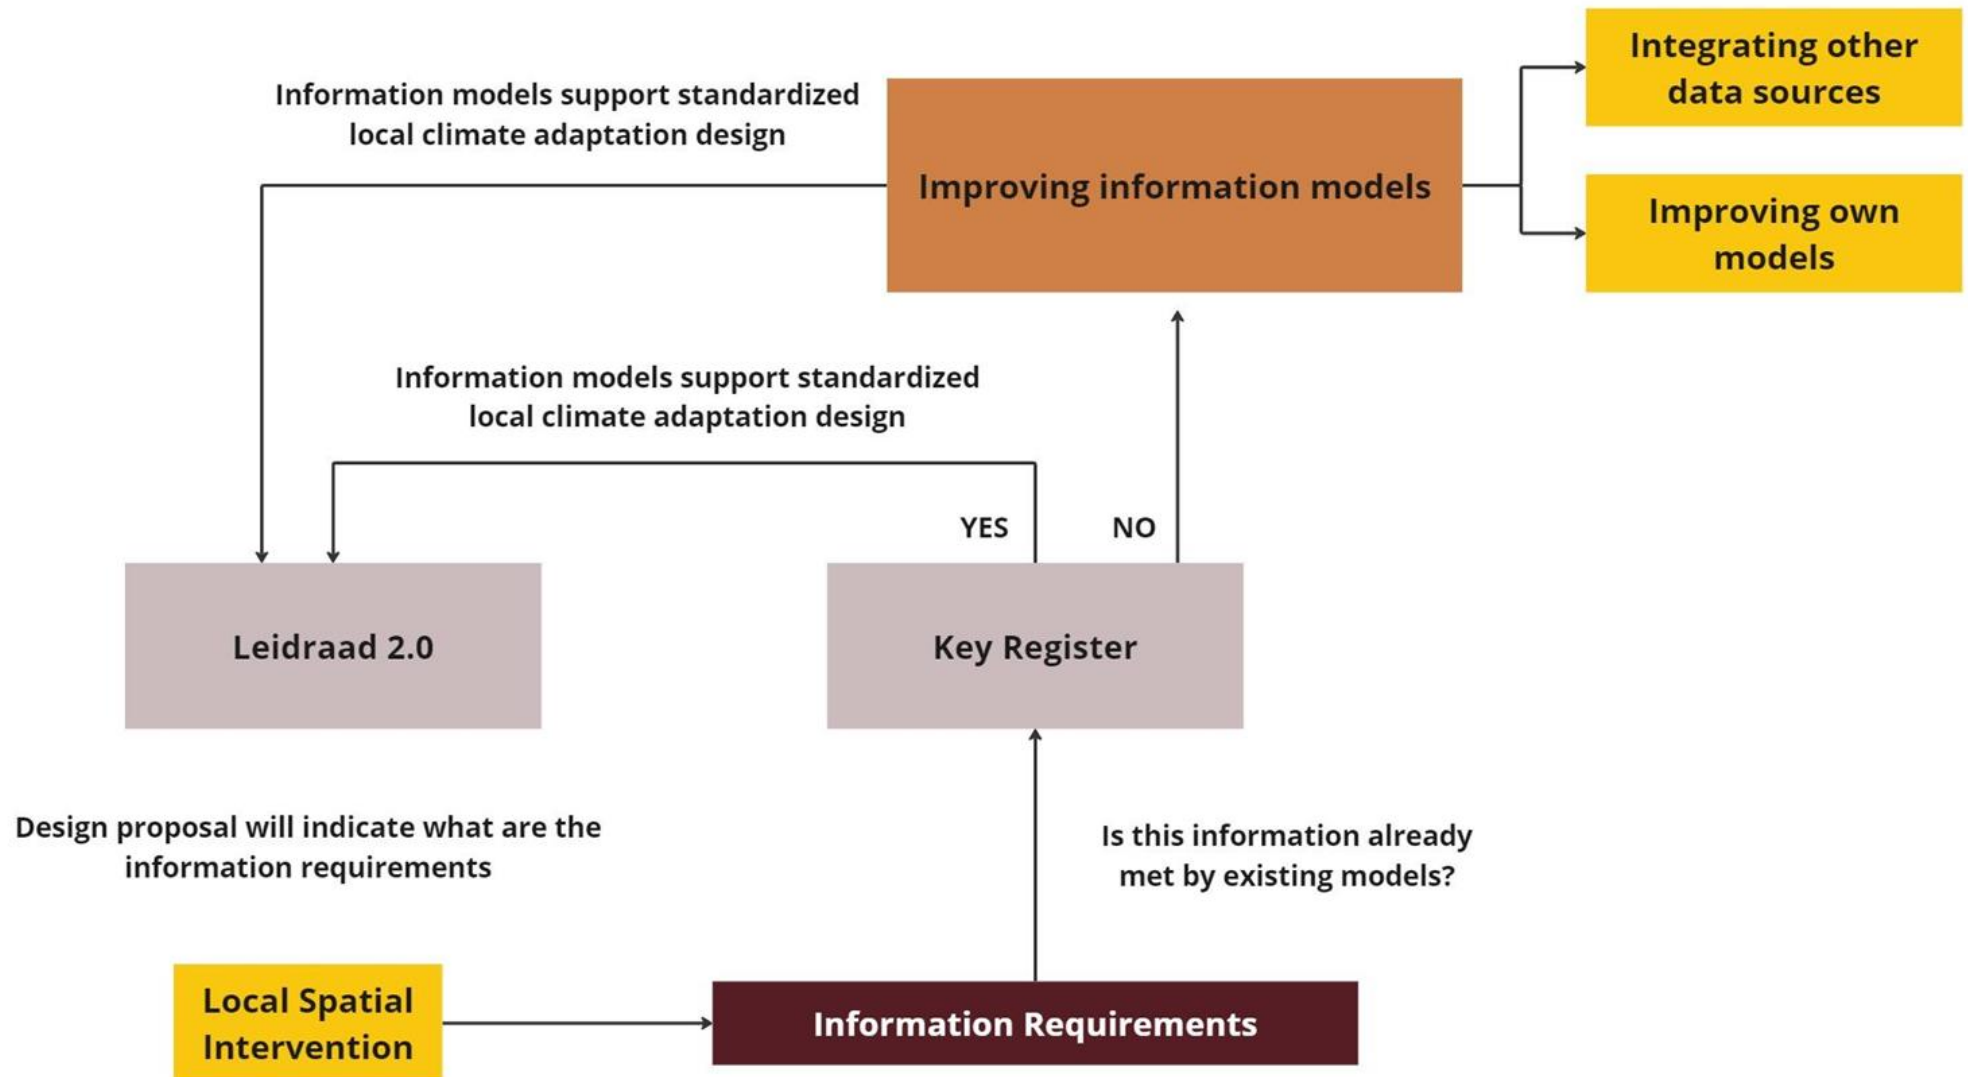 Integrating other
data sources
Information models support standardized
local climate adaptation design
Improving information models
Improving own
models
Information models support standardized
local climate adaptation design
YES
NO
Leidraad 2.0
Key Register
Design proposal will indicate what are the
information requirements
Is this information already
met by existing models?
Local Spatial
Intervention
Information Requirements